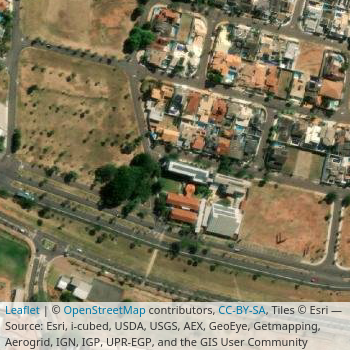 Leaflet | © OpenStreetMap contributors, CC-BY-SA, Tiles © Esri —
Source: Esri, i-cubed, USDA, USGS, AEX, GeoEye, Getmapping,
Aerogrid, IGN, IGP, UPR-EGP, and the GIS User Community